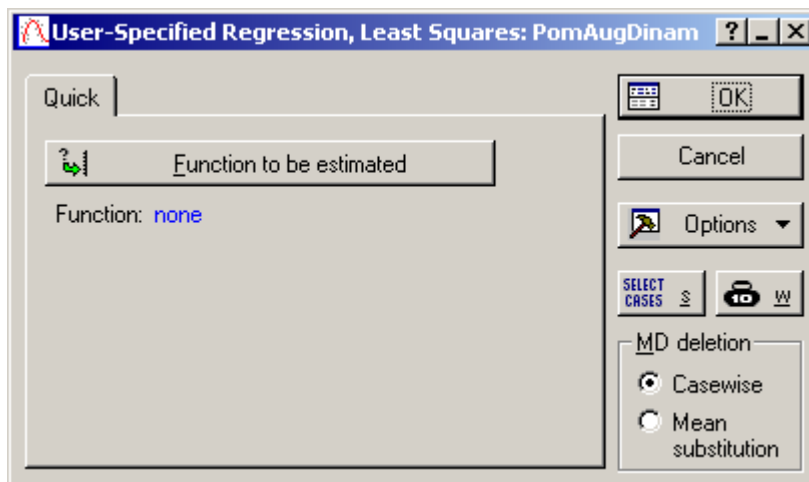 User-Specified Regression, Least Squares: PomAugDinam
Quick
Function to be estimated
Function: none
OK
Cancel
Options
SELECT
CASES S
W
MD deletion
Casewise
Mean
substitution